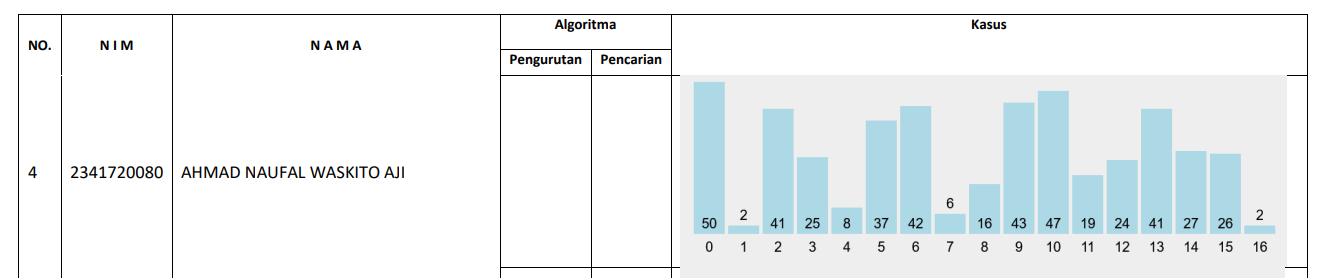 NO. N I M N A M A Algoritma Kasus
Pengurutan Pencarian
4 2341720080 AHMAD NAUFAL WASKITO AJI
50 2 41 25 8 37 42 6 16 43 47 19 24 41 27 26 2
0 1 2 3 4 5 6 7 8 9 10 11 12 13 14 15 16